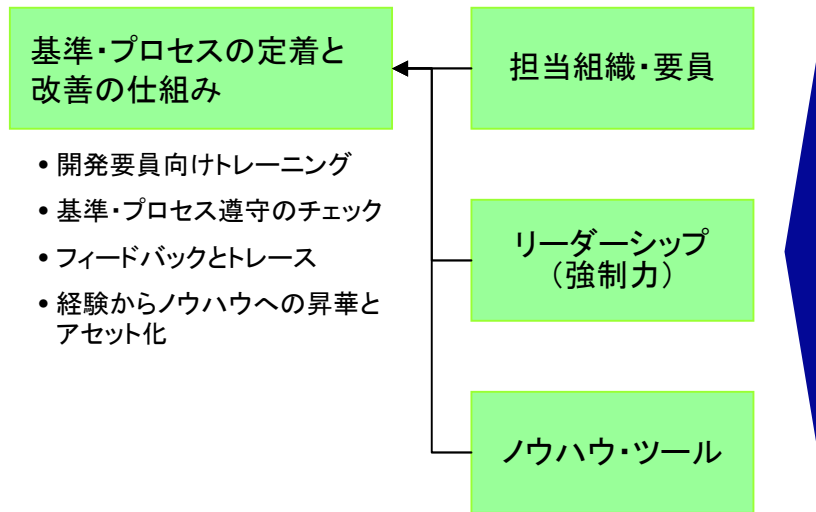 基準・プロセスの定着と
改善の仕組み
• 開発要員向けトレーニング
• 基準・プロセス遵守のチェック
• フィードバックとトレース
• 経験からノウハウへの昇華と
アセット化
担当組織・要員
リーダーシップ
（強制力）
ノウハウ・ツール